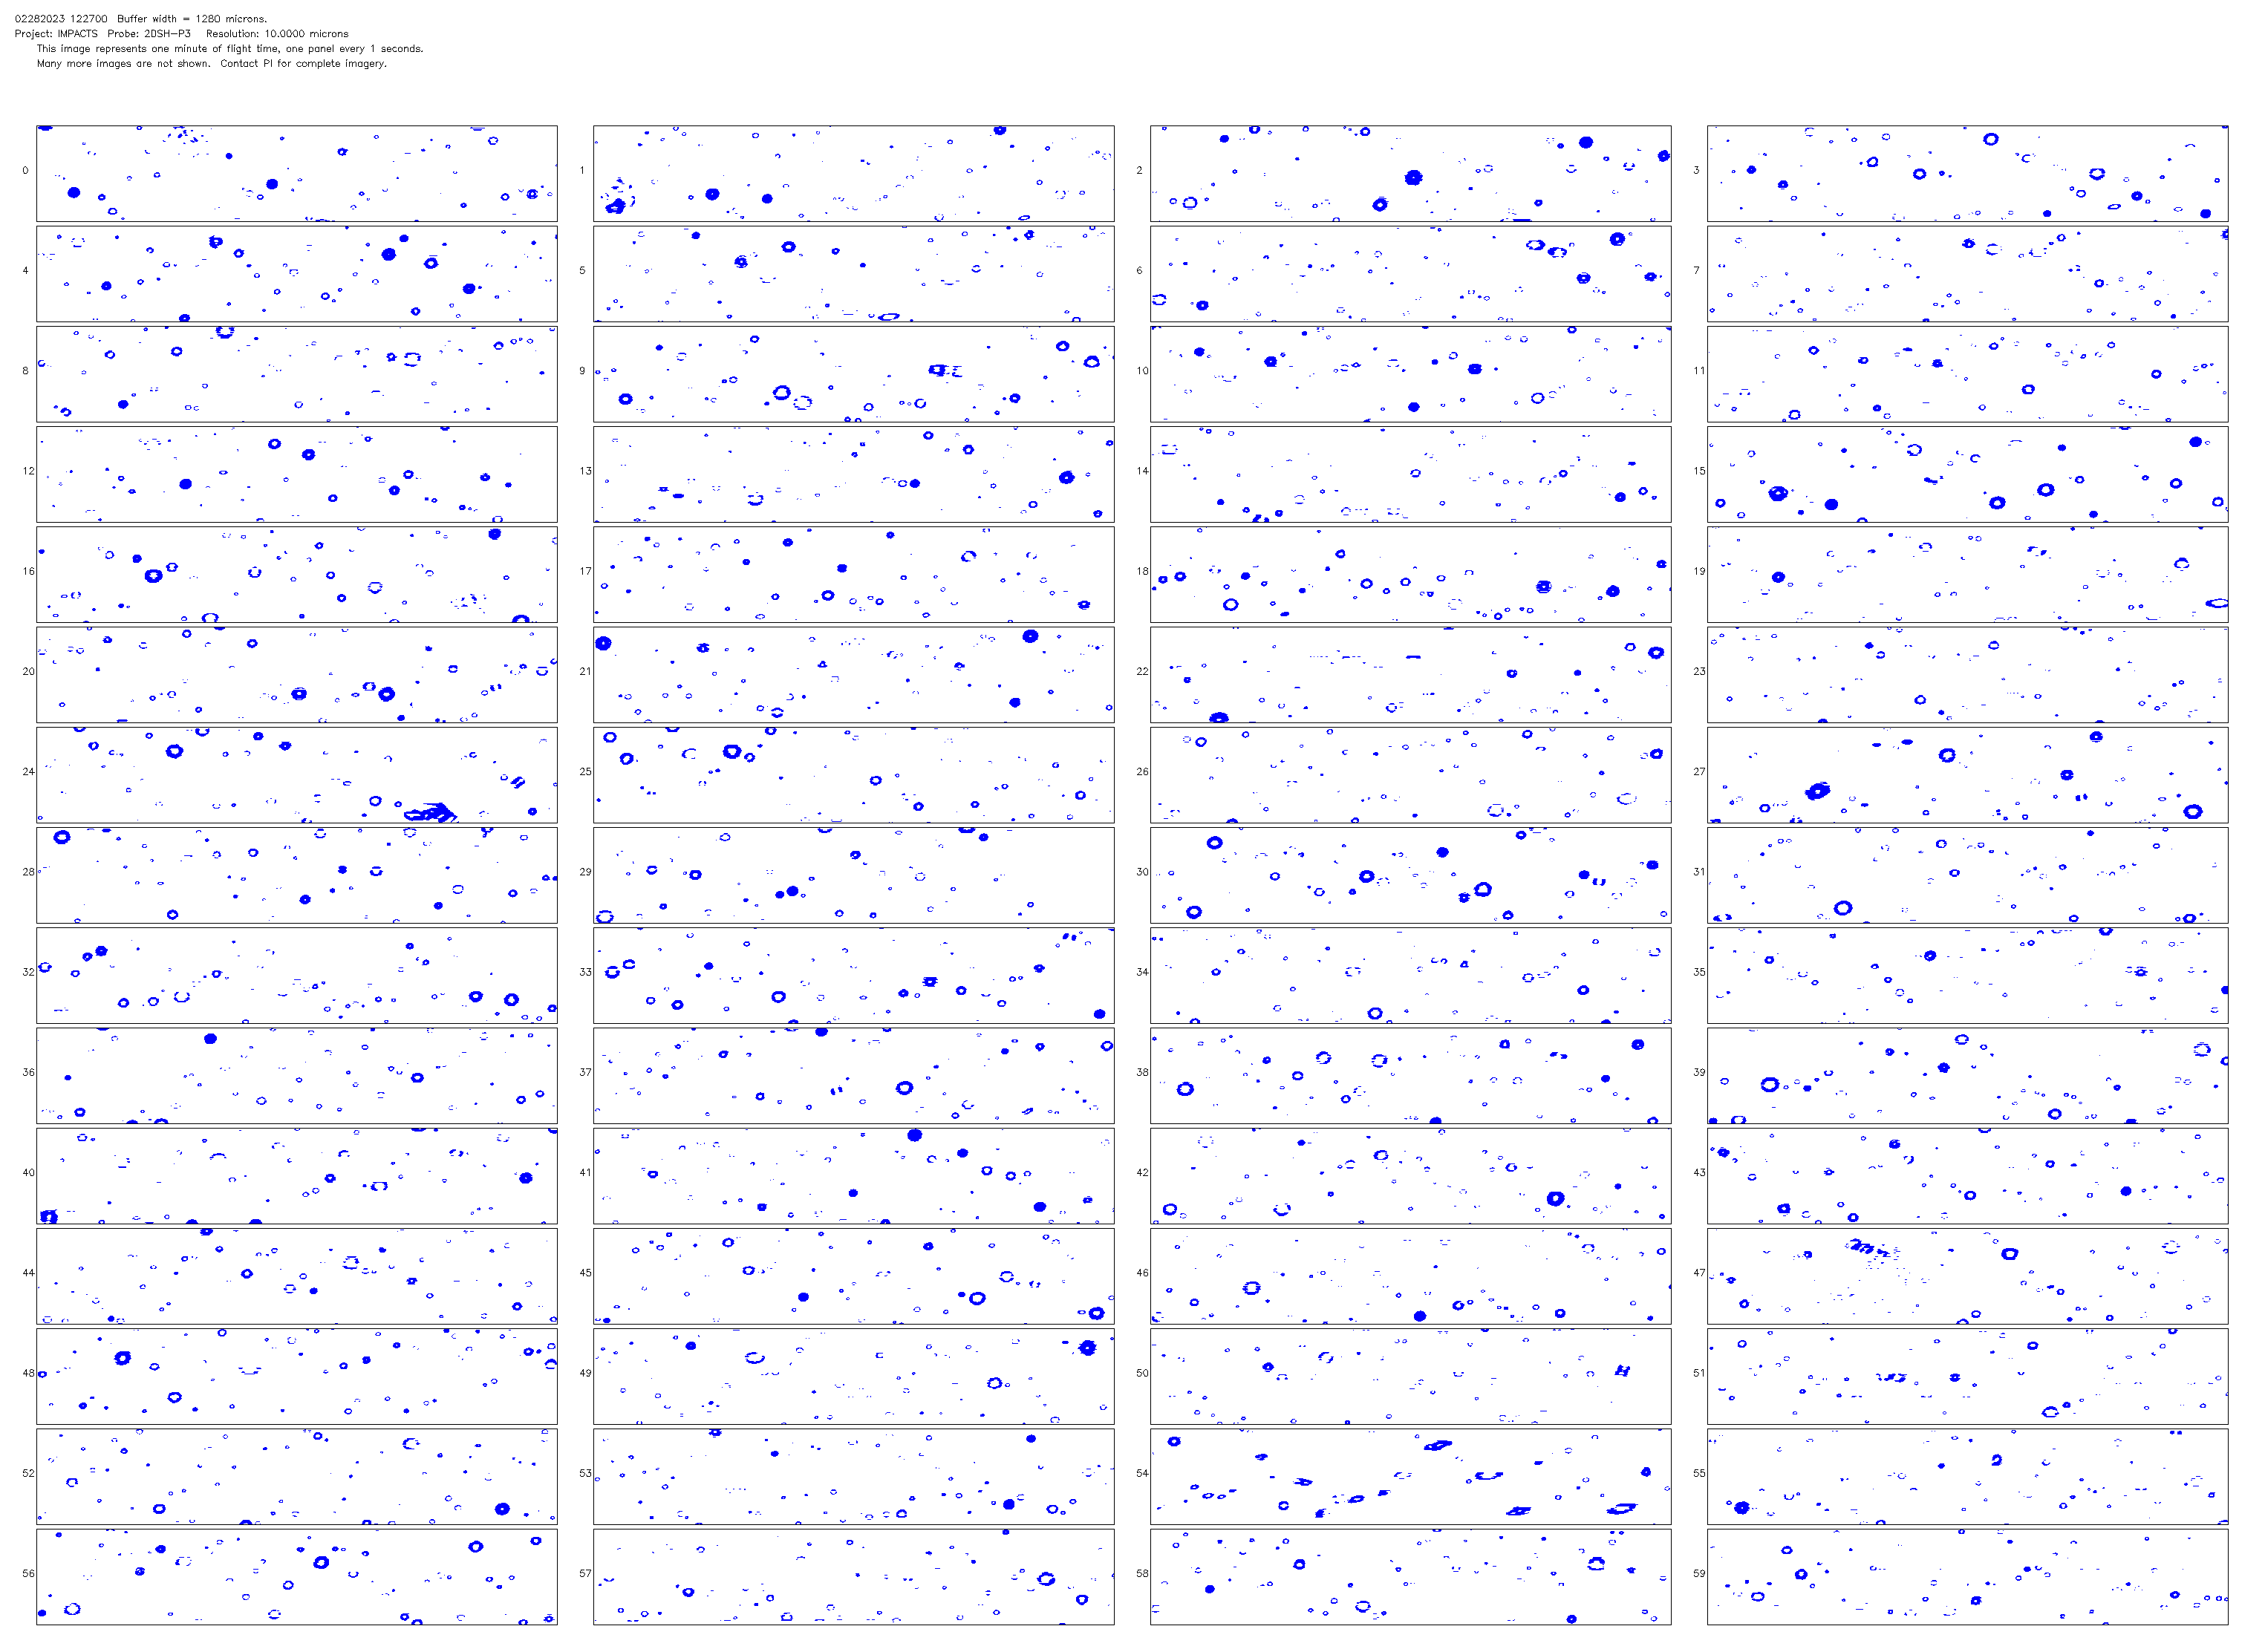 02282023 122700 Buffer width = 1280 microns.
Project: IMPACTS Probe: 2DSH-P3 Resolution: 10.0000 microns
This image represents one minute of flight time, one panel every 1 seconds.
Many more images are not shown. Contact PI for complete imagery.
0 1 2 3
4 5 6 7
8 9 10 11
12 13 14 15
16 17 18 19
20 21 22 23
24 25 26 27
28 29 30 31
32 33 34 35
36 37 38 39
40 41 42 43
44 45 46 47
48 49 50 51
52 53 54 55
56 57 58 59